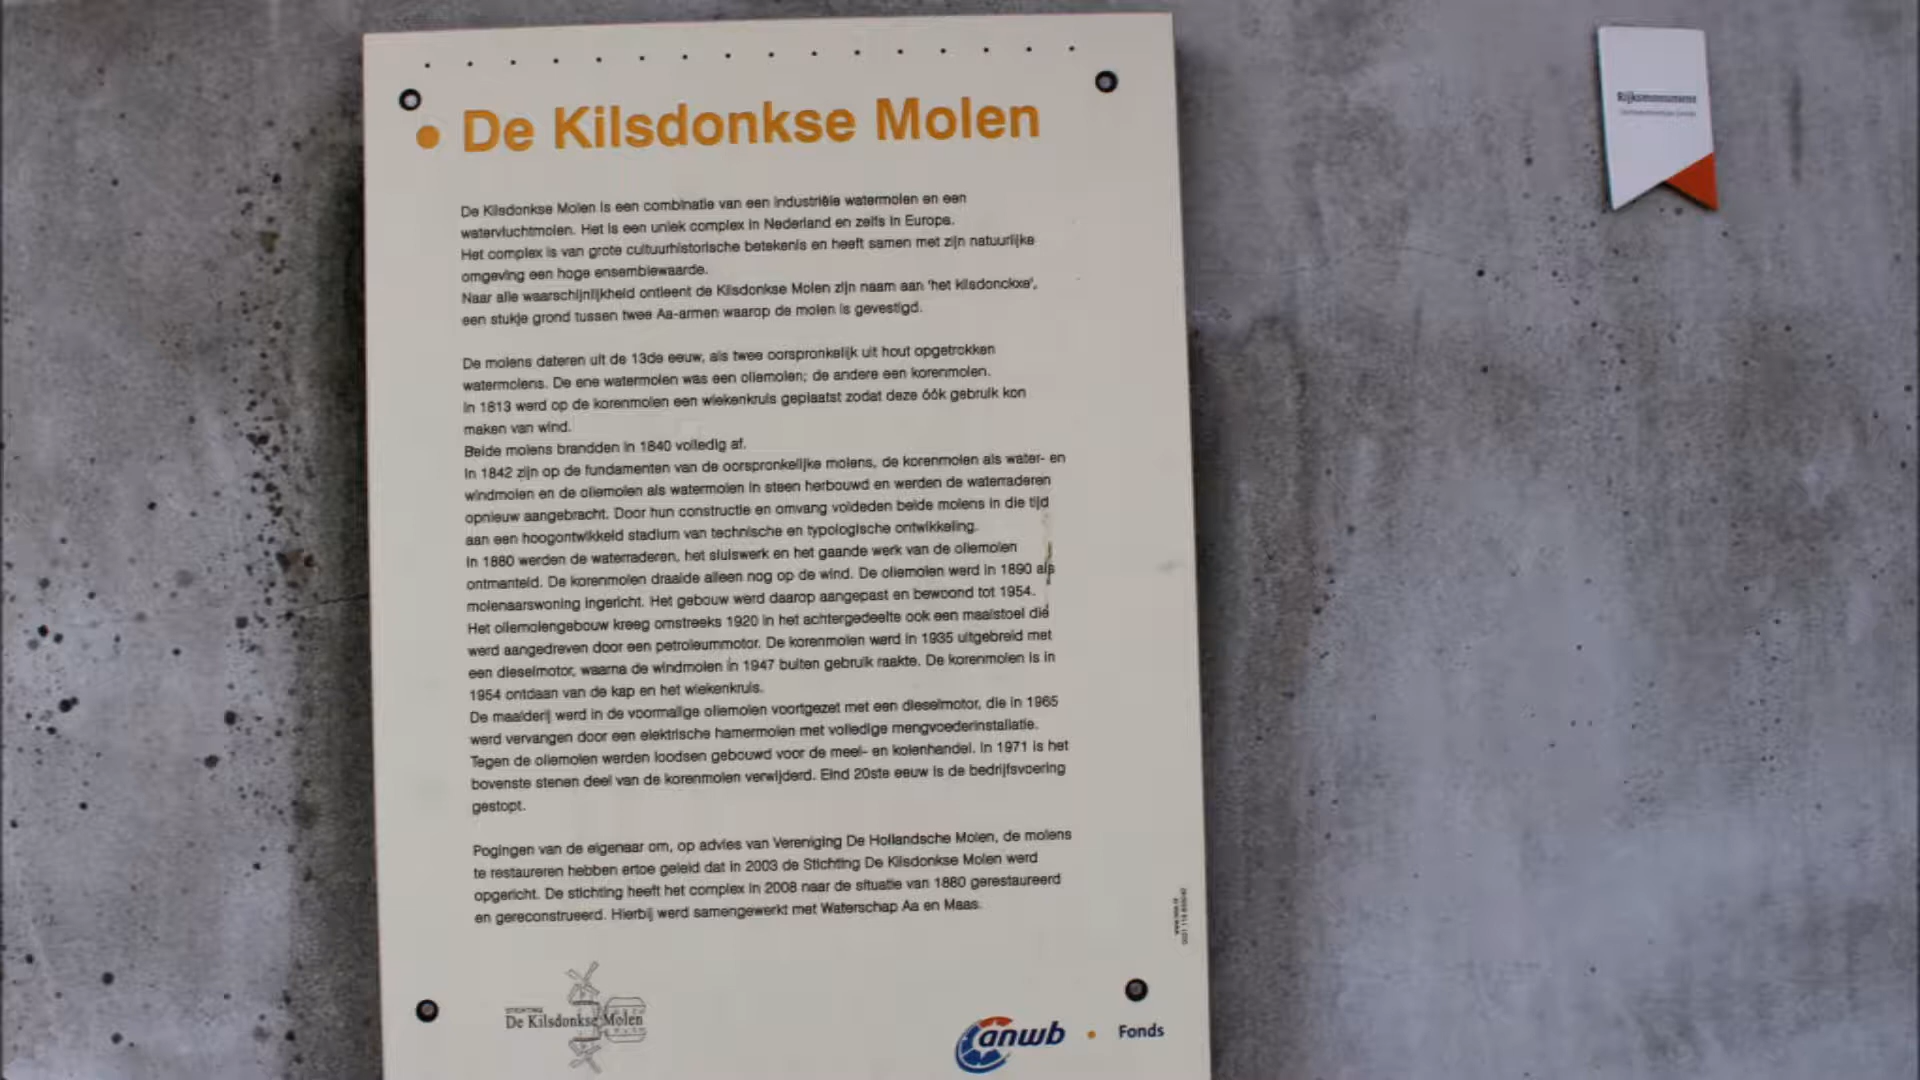 De Kilsdonkse Molen
De Kilsdonkse Molen is een combinatie van een industriële watermolen en een
watervluchtmolen. Het is een uniek complex in Nederland en zelfs in Europa.
Het complex is van grote cultuurhistorische betekenis en heeft samen met zijn natuurlijke
omgeving een hoge ensemblewaarde.
Naar alle waarschijnlijkheid ontleent de Kilsdonkse Molen zijn naam aan 'het kilsdonckxe',
een stukje grond tussen twee Aa-armen waarop de molen is gevestigd.
De molens dateren uit de 13de eeuw, als twee oorspronkelijk uit hout opgetrokken
watermolens. De ene watermolen was een oliemolen; de andere een korenmolen.
In 1813 werd op de korenmolen een wiekenkruis geplaatst zodat deze óók gebruik kon
maken van wind.
Beide molens brandden in 1840 volledig af.
In 1842 zijn op de fundamenten van de oorspronkelijke molens, de korenmolen als water- en
windmolen en de oliemolen als watermolen in steen herbouwd en werden de waterraderen
opnieuw aangebracht. Door hun constructie en omvang voldeden beide molens in die tijd
aan een hoogontwikkeld stadium van technische en typologische ontwikkeling.
In 1880 werden de waterraderen, het sluiswerk en het gaande werk van de oliemolen
ontmanteld. De korenmolen draaide alleen nog op de wind. De oliemolen werd in 1890 als
molenaarswoning ingericht. Het gebouw werd daarop aangepast en bewoond tot 1954.
Het oliemolengebouw kreeg omstreeks 1920 in het achtergedeelte ook een maalstoel die
werd aangedreven door een petroleummotor. De korenmolen werd in 1935 uitgebreid met
een dieselmotor, waarna de windmolen in 1947 buiten gebruik raakte. De korenmolen is in
1954 ontdaan van de kap en het wiekenkruis.
De maalderij werd in de voormalige oliemolen voortgezet met een dieselmotor, die in 1965
werd vervangen door een elektrische hamermolen met volledige mengvoederinstallatie.
Tegen de oliemolen werden loodsen gebouwd voor de meel- en kolenhandel. In 1971 is het
bovenste stenen deel van de korenmolen verwijderd. Eind 20ste eeuw is de bedrijfsvoering
gestopt.
Pogingen van de eigenaar om, op advies van Vereniging De Hollandsche Molen, de molens
te restaureren hebben ertoe geleid dat in 2003 de Stichting De Kilsdonkse Molen werd
opgericht. De stichting heeft het complex in 2008 naar de situatie van 1880 gerestaureerd
en gereconstrueerd. Hierbij werd samengewerkt met Waterschap Aa en Maas.
STICHTING
De Kilsdonkse Molen
anwb • Fonds
Rijksmonument